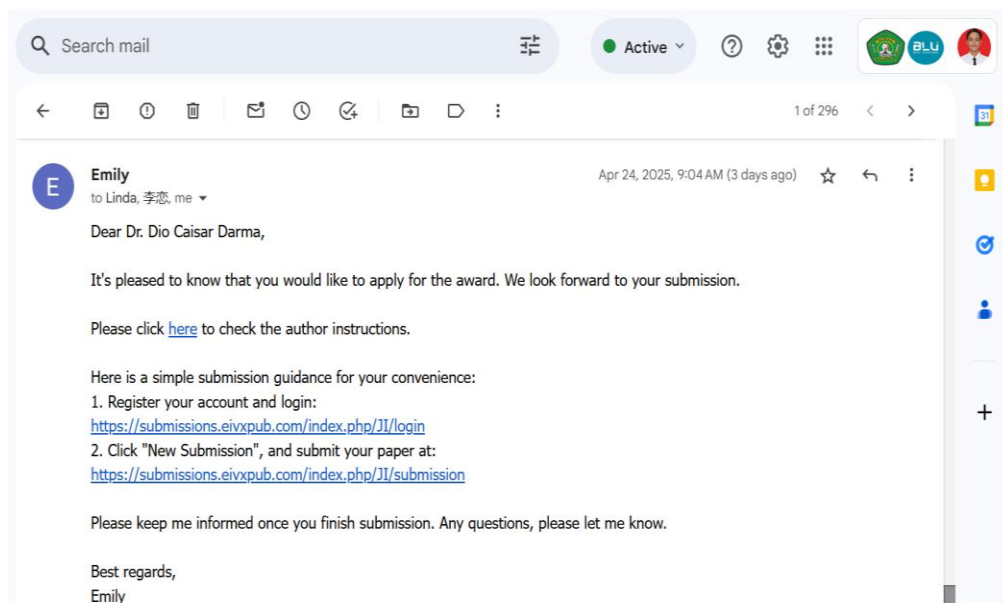 Search mail
Active
BLU
1 of 296
31
E
Emily
Apr 24, 2025, 9:04 AM (3 days ago)
to Linda, 李恋, me
Dear Dr. Dio Caisar Darma,
It's pleased to know that you would like to apply for the award. We look forward to your submission.
Please click here to check the author instructions.
Here is a simple submission guidance for your convenience:
1. Register your account and login:
https://submissions.eivxpub.com/index.php/JI/login
2. Click "New Submission", and submit your paper at:
https://submissions.eivxpub.com/index.php/JI/submission
Please keep me informed once you finish submission. Any questions, please let me know.
Best regards,
Emily